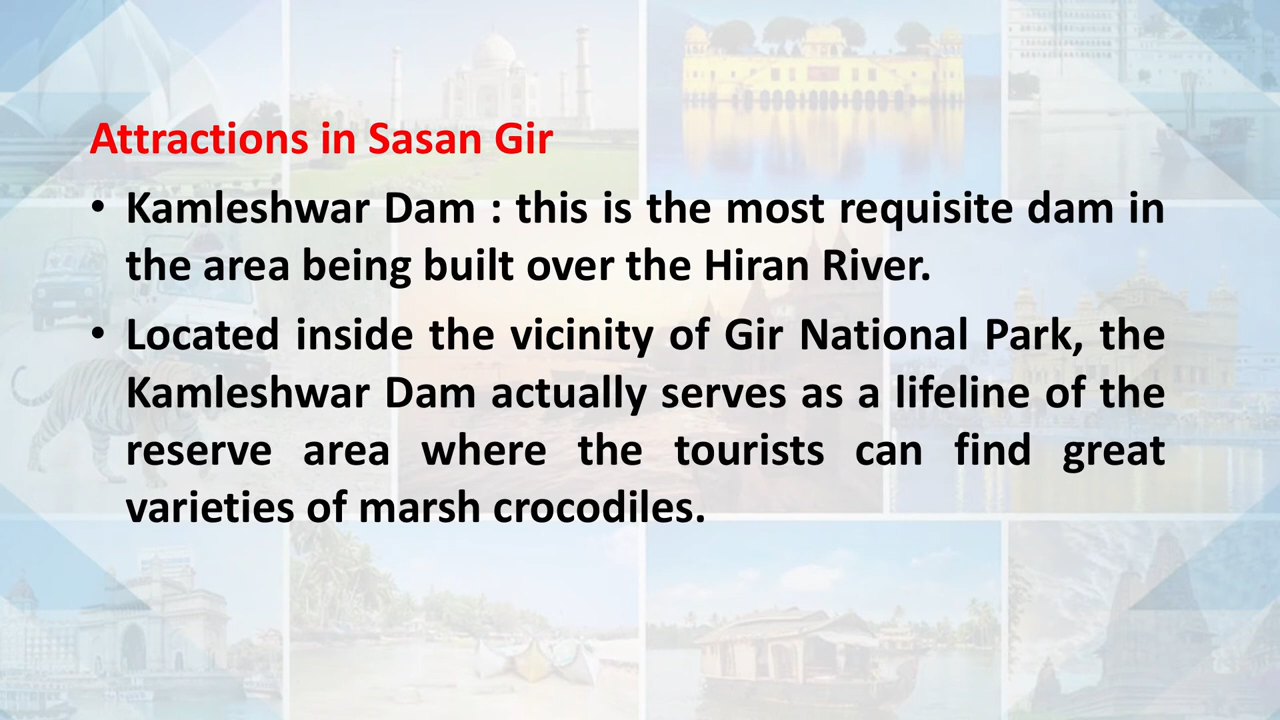 Attractions in Sasan Gir
• Kamleshwar Dam : this is the most requisite dam in
the area being built over the Hiran River.
• Located inside the vicinity of Gir National Park, the
Kamleshwar Dam actually serves as a lifeline of the
reserve area where the tourists can find great
varieties of marsh crocodiles.